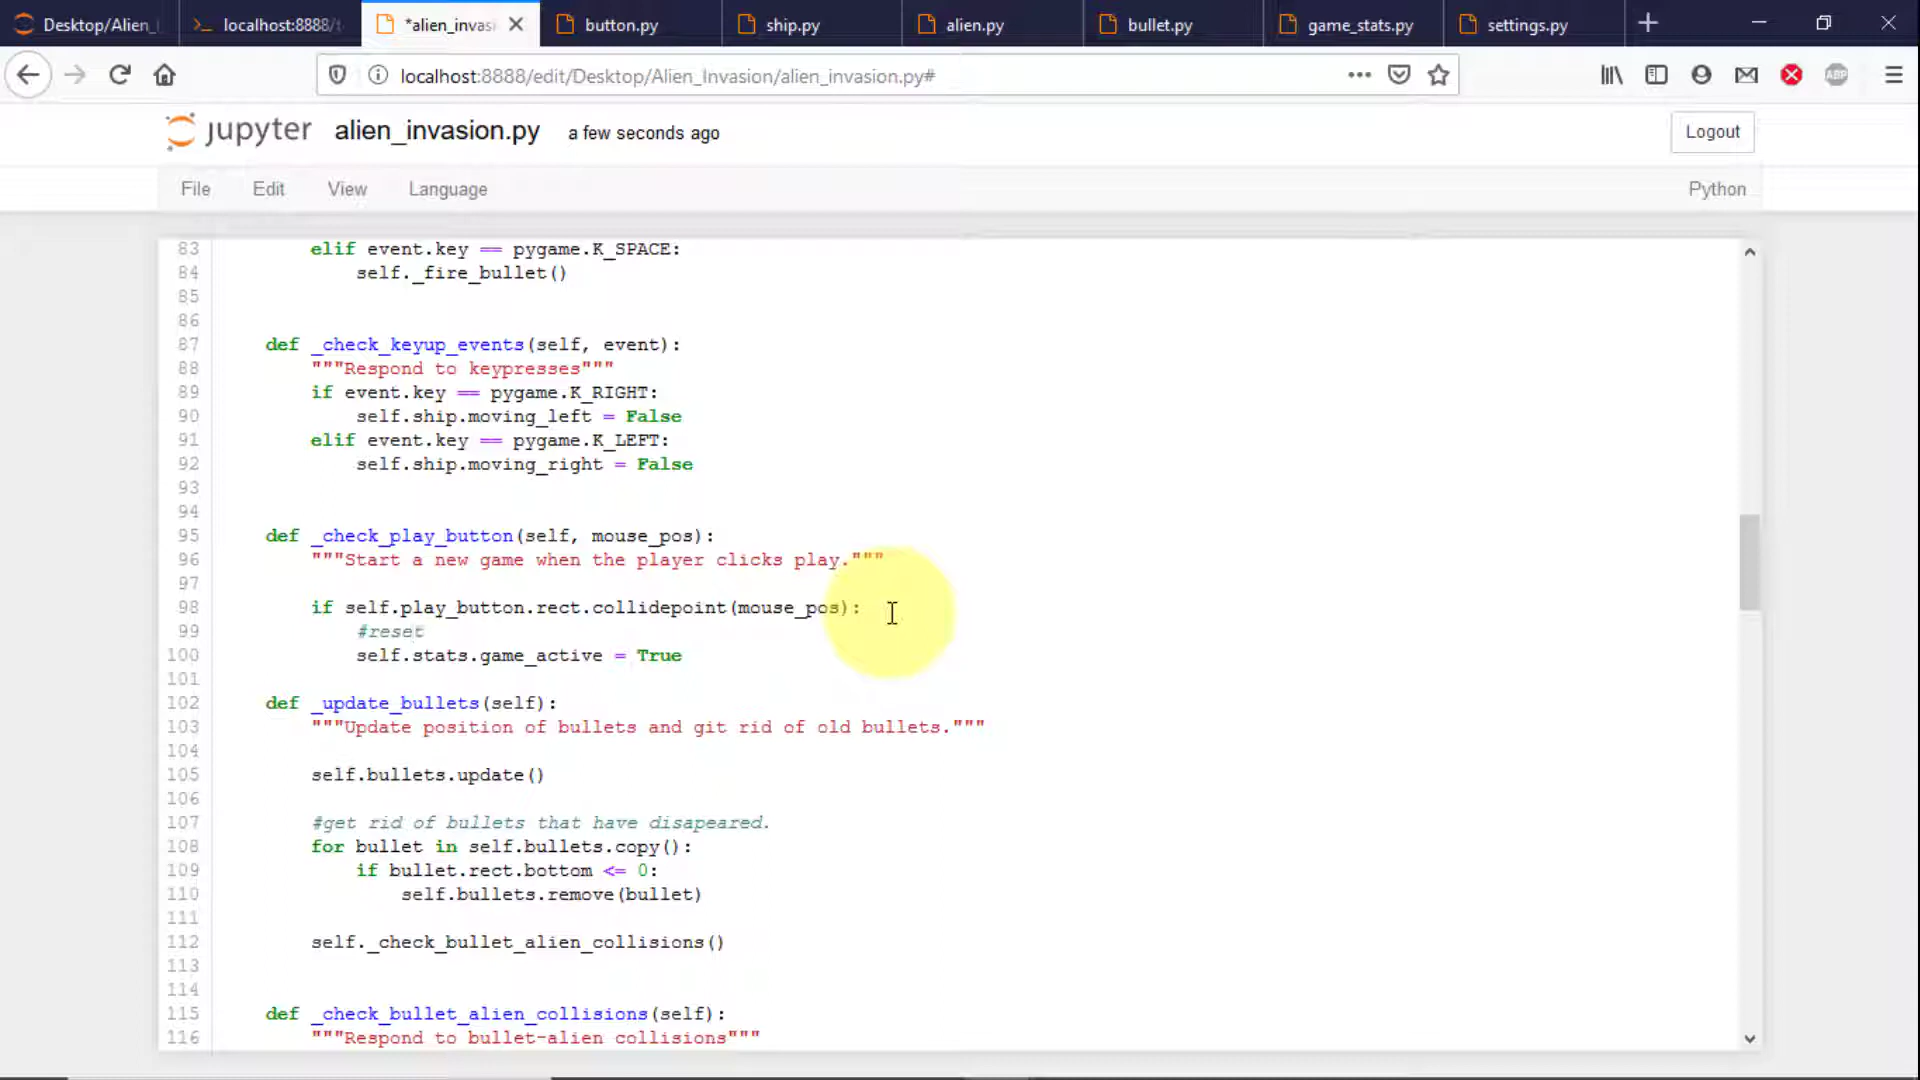 Desktop/Alien_
localhost:8888/t
*alien_invasi
button.py
ship.py
alien.py
bullet.py
game_stats.py
settings.py
localhost:8888/edit/Desktop/Alien_Invasion/alien_invasion.py#
ABP
jupyter alien_invasion.py a few seconds ago
Logout
File Edit View Language Python
83 elif event.key == pygame.K_SPACE:
84 self._fire_bullet()
85
86
87 def _check_keyup_events(self, event):
88 """Respond to keypresses"""
89 if event.key == pygame.K_RIGHT:
90 self.ship.moving_left = False
91 elif event.key == pygame.K_LEFT:
92 self.ship.moving_right = False
93
94
95 def _check_play_button(self, mouse_pos):
96 """Start a new game when the player clicks play."""
97
98 if self.play_button.rect.collidepoint(mouse_pos):
99 #reset
100 self.stats.game_active = True
101
102 def _update_bullets(self):
103 """Update position of bullets and git rid of old bullets."""
104
105 self.bullets.update()
106
107 #get rid of bullets that have disapeared.
108 for bullet in self.bullets.copy():
109 if bullet.rect.bottom <= 0:
110 self.bullets.remove(bullet)
111
112 self._check_bullet_alien_collisions()
113
114
115 def _check_bullet_alien_collisions(self):
116 """Respond to bullet-alien collisions"""